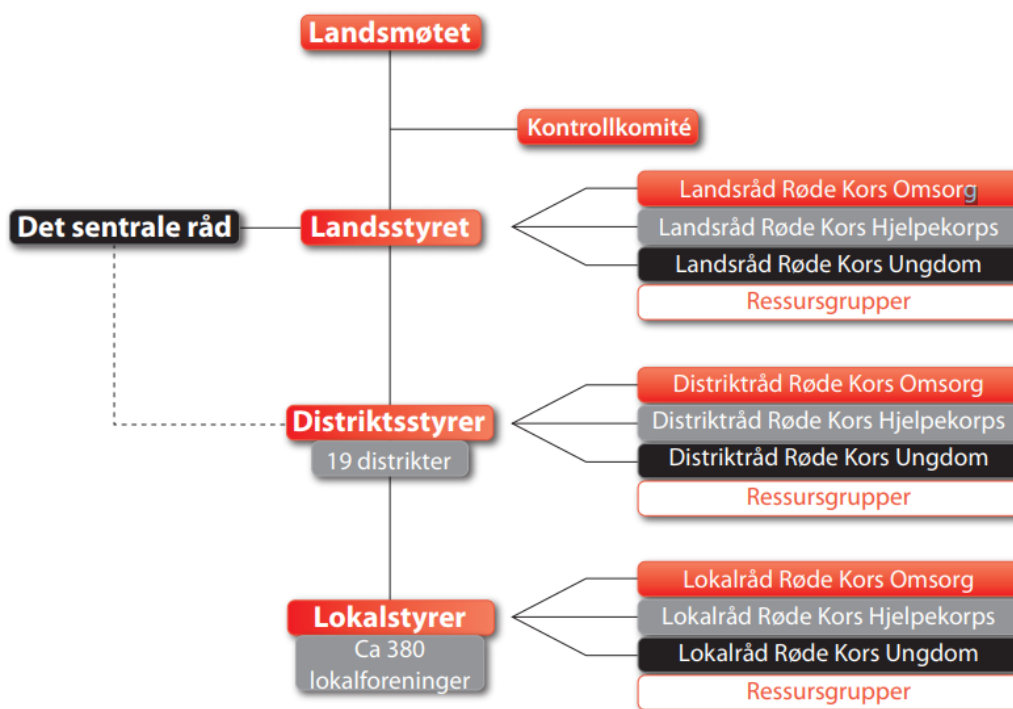 Landsmøtet
Kontrollkomité
Det sentrale råd
Landsstyret
Landsråd Røde Kors Omsorg
Landsråd Røde Kors Hjelpekorps
Landsråd Røde Kors Ungdom
Ressursgrupper
Distriktsstyrer
19 distrikter
Distriktråd Røde Kors Omsorg
Distriktråd Røde Kors Hjelpekorps
Distriktråd Røde Kors Ungdom
Ressursgrupper
Lokalstyrer
Ca 380
lokalforeninger
Lokalråd Røde Kors Omsorg
Lokalråd Røde Kors Hjelpekorps
Lokalråd Røde Kors Ungdom
Ressursgrupper